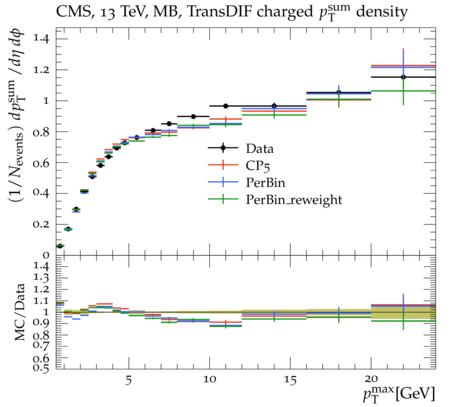 CMS, 13 TeV, MB, TransDIF charged p_T^sum density
(1/N_events) dp_T^sum/dη dϕ
1.4
1.2
1
0.8
0.6
0.4
0.2
0
Data
CP5
PerBin
PerBin_reweight
MC/Data
1.4
1.3
1.2
1.1
1
0.9
0.8
0.7
0.6
0.5
5 10 15 20
p_T^max[GeV]